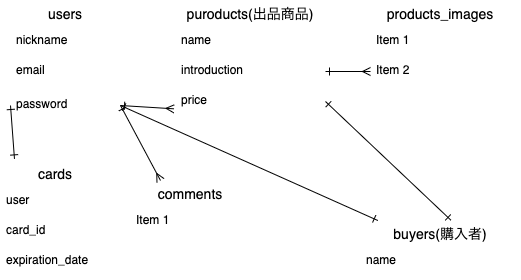 users
puroducts(出品商品)
products_images
nickname
name
Item 1
email
introduction
Item 2
password
price
cards
comments
user
Item 1
card_id
buyers(購入者)
expiration_date
name